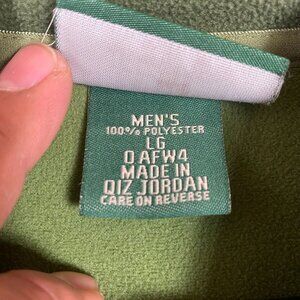 MEN'S
100% POLYESTER
LG
0 AFW4
MADE IN
QIZ JORDAN
CARE ON REVERSE